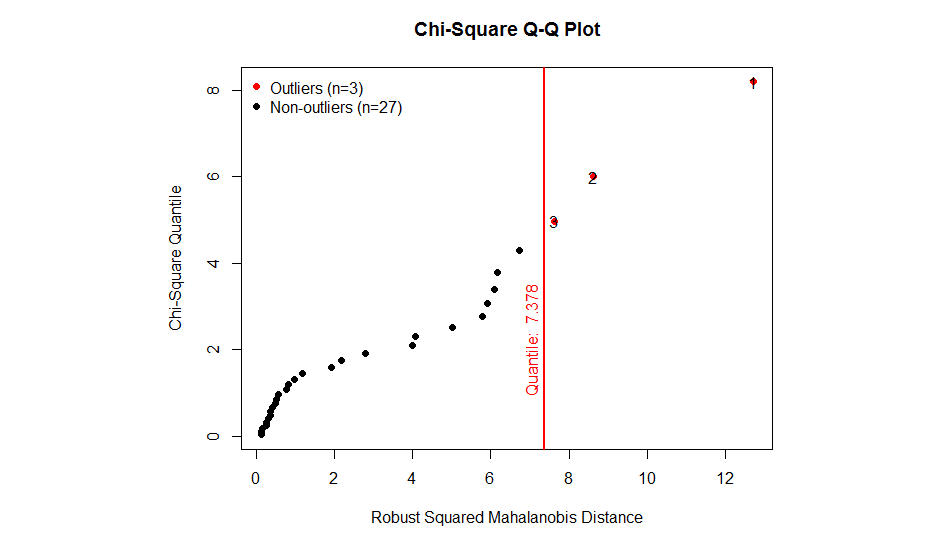 Chi-Square Q-Q Plot
Outliers (n=3)
Non-outliers (n=27)
1
2
3
Quantile: 7.378
Chi-Square Quantile
8
6
4
2
0
0 2 4 6 8 10 12
Robust Squared Mahalanobis Distance